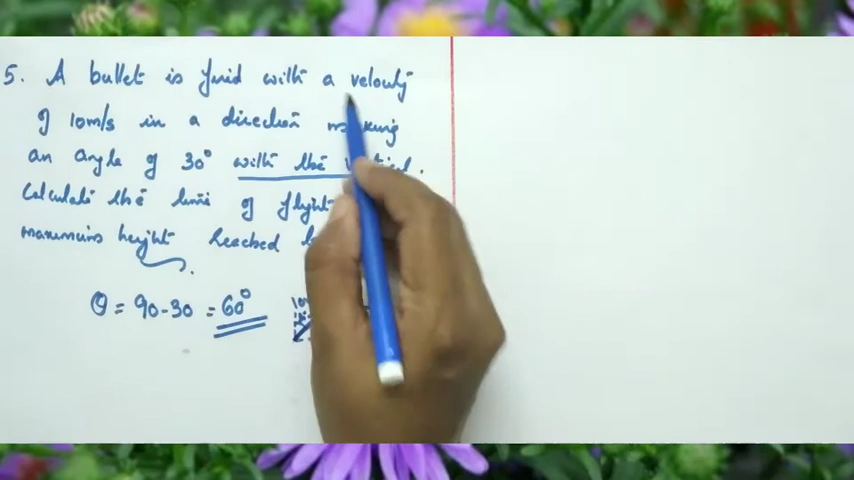 5. A bullet is fired with a velocity
of 10m/s in a direction making
an angle of 30° with the vertical.
Calculate the time of flight
maximum height Reached
θ = 90-30 = 60°